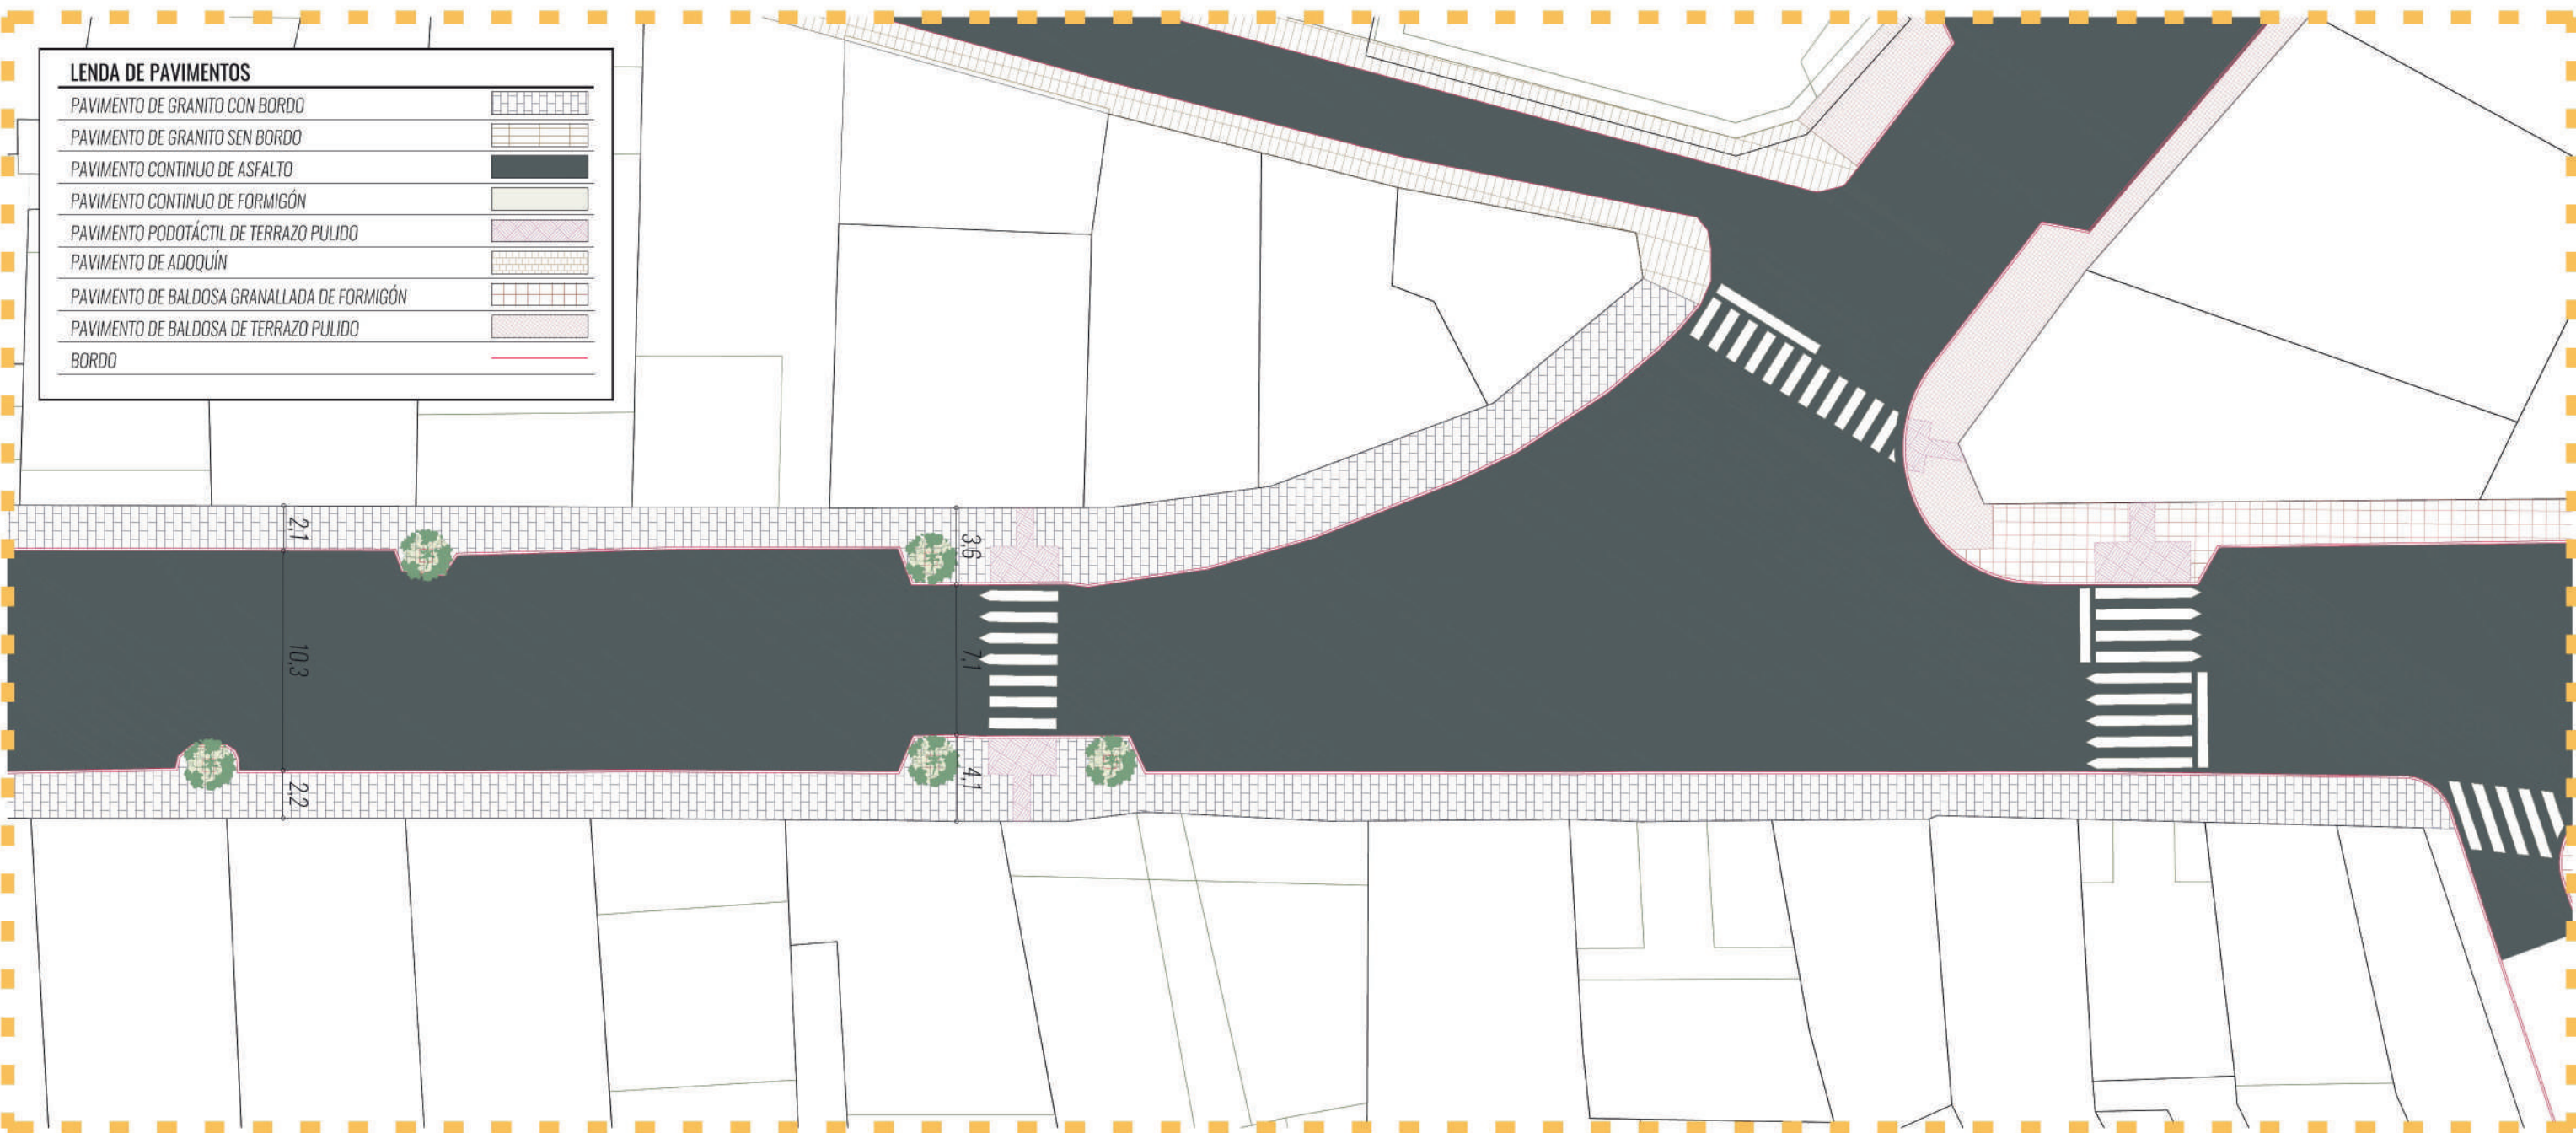 LENDA DE PAVIMENTOS
PAVIMENTO DE GRANITO CON BORDO
PAVIMENTO DE GRANITO SEN BORDO
PAVIMENTO CONTINUO DE ASFALTO
PAVIMENTO CONTINUO DE FORMIGÓN
PAVIMENTO PODOTÁCTIL DE TERRAZO PULIDO
PAVIMENTO DE ADOQUÍN
PAVIMENTO DE BALDOSA GRANALLADA DE FORMIGÓN
PAVIMENTO DE BALDOSA DE TERRAZO PULIDO
BORDO
2,1
3,6
10,3
7,1
2,2
4,1